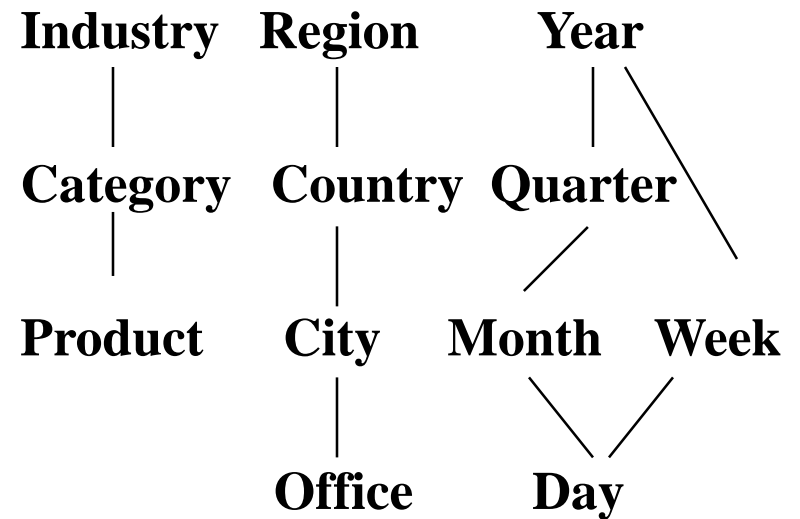 Industry Region Year
Category Country Quarter
Product City Month Week
Office Day